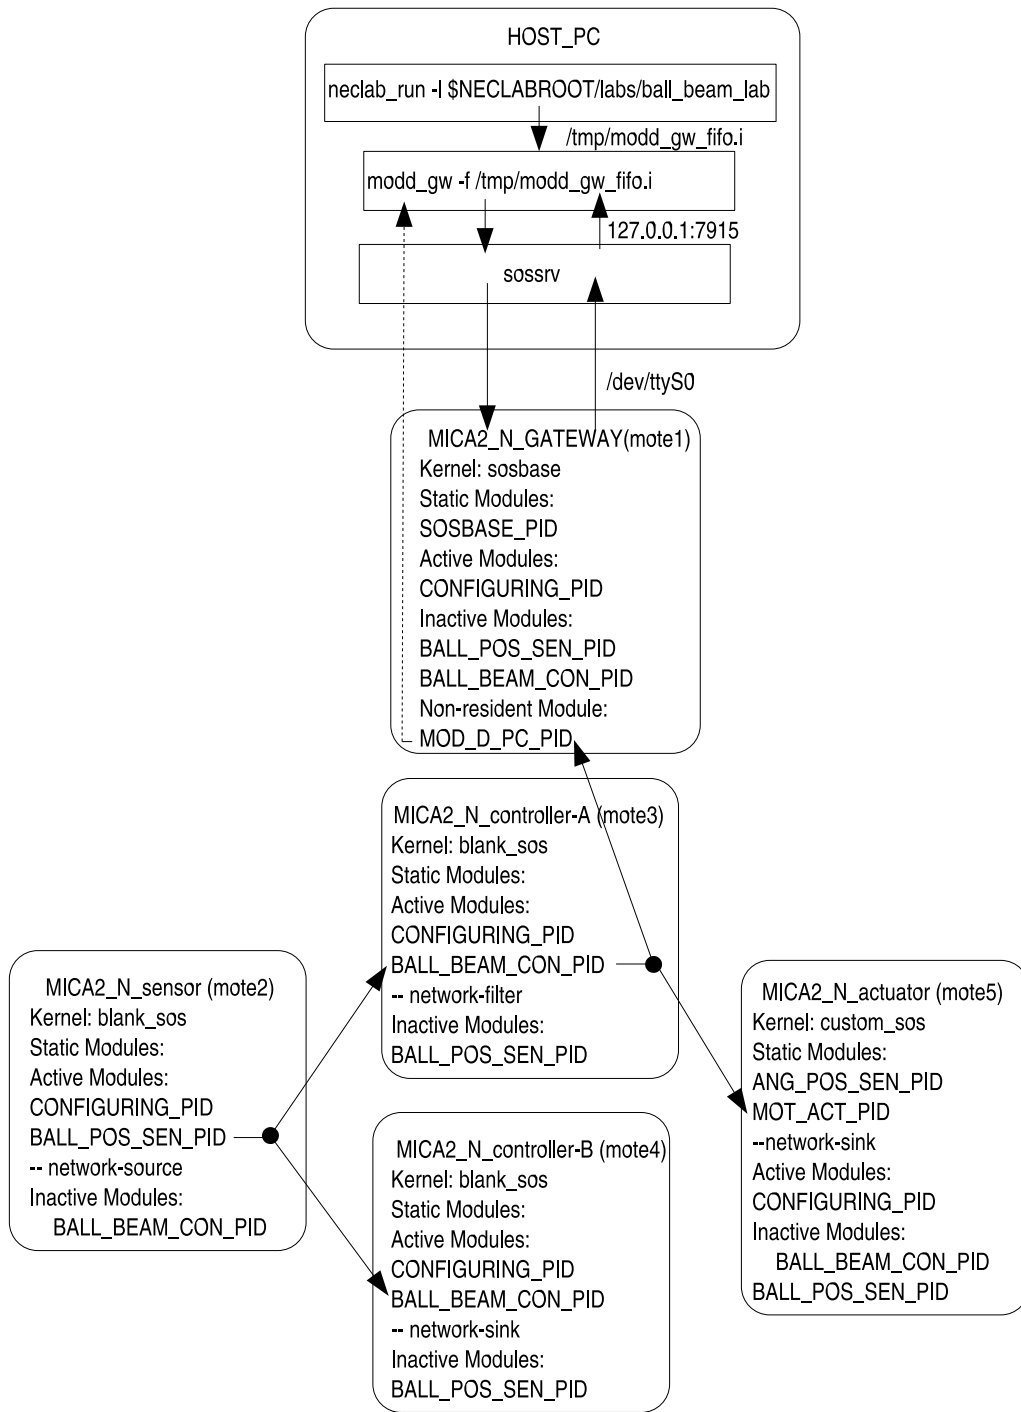 HOST_PC
neclab_run -l $NECLABROOT/labs/ball_beam_lab
/tmp/modd_gw_fifo.i
modd_gw -f /tmp/modd_gw_fifo.i
127.0.0.1:7915
sossrv
/dev/ttyS0
MICA2_N_GATEWAY(mote1)
Kernel: sosbase
Static Modules:
SOSBASE_PID
Active Modules:
CONFIGURING_PID
Inactive Modules:
BALL_POS_SEN_PID
BALL_BEAM_CON_PID
Non-resident Module:
MOD_D_PC_PID
MICA2_N_controller-A (mote3)
Kernel: blank_sos
Static Modules:
Active Modules:
CONFIGURING_PID
BALL_BEAM_CON_PID
-- network-filter
Inactive Modules:
BALL_POS_SEN_PID
MICA2_N_sensor (mote2)
Kernel: blank_sos
Static Modules:
Active Modules:
CONFIGURING_PID
BALL_POS_SEN_PID
-- network-source
Inactive Modules:
BALL_BEAM_CON_PID
MICA2_N_controller-B (mote4)
Kernel: blank_sos
Static Modules:
Active Modules:
CONFIGURING_PID
BALL_BEAM_CON_PID
-- network-sink
Inactive Modules:
BALL_POS_SEN_PID
MICA2_N_actuator (mote5)
Kernel: custom_sos
Static Modules:
ANG_POS_SEN_PID
MOT_ACT_PID
--network-sink
Active Modules:
CONFIGURING_PID
Inactive Modules:
BALL_BEAM_CON_PID
BALL_POS_SEN_PID